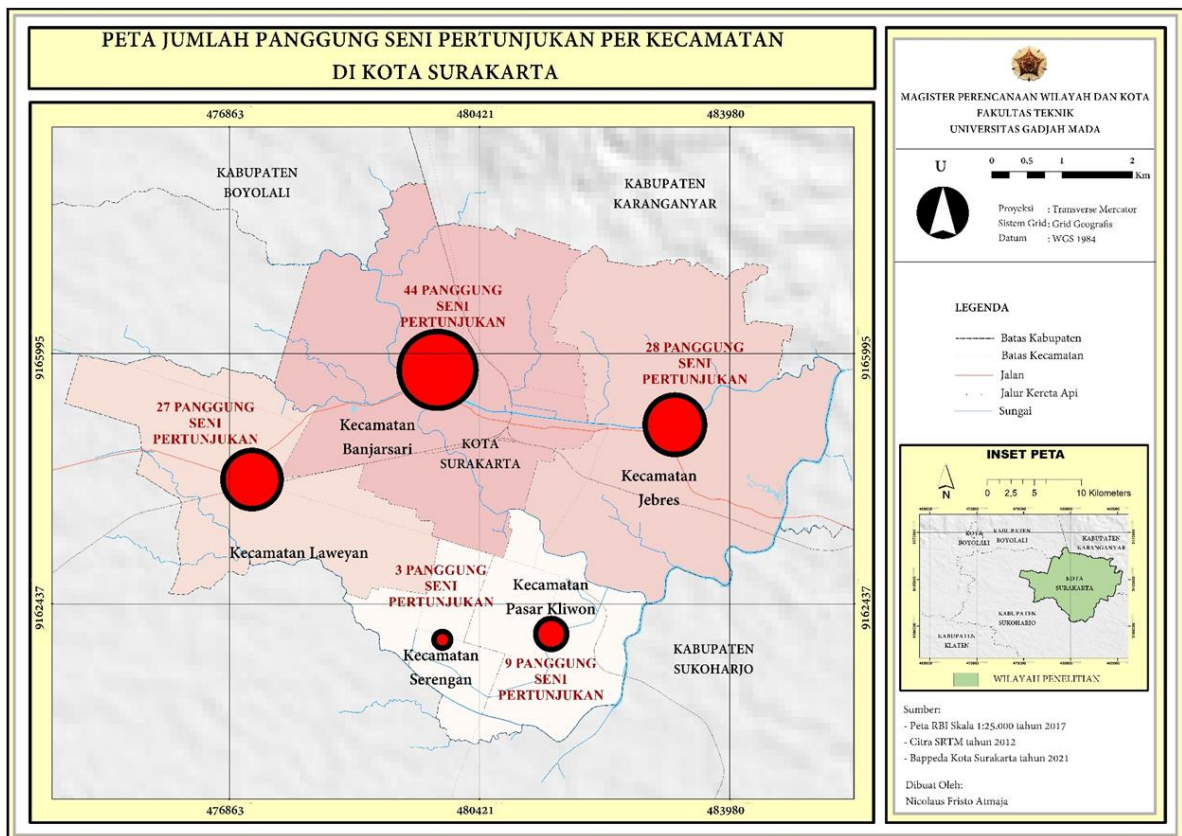 PETA JUMLAH PANGGUNG SENI PERTUNJUKAN PER KECAMATAN
DI KOTA SURAKARTA
476863 480421 483980
KABUPATEN
BOYOLALI
KABUPATEN
KARANGANYAR
9165995
9165995
44 PANGGUNG
SENI
PERTUNJUKAN
28 PANGGUNG
SENI
PERTUNJUKAN
27 PANGGUNG
SENI
PERTUNJUKAN
Kecamatan
Banjarsari
KOTA
SURAKARTA
Kecamatan
Jebres
Kecamatan Laweyan
3 PANGGUNG
SENI
PERTUNJUKAN
Kecamatan
Pasar Kliwon
9162437
9162437
Kecamatan
Serengan
9 PANGGUNG
SENI
PERTUNJUKAN
KABUPATEN
SUKOHARJO
476863 480421 483980
MAGISTER PERENCANAAN WILAYAH DAN KOTA
FAKULTAS TEKNIK
UNIVERSITAS GADJAH MADA
U
0 0,5 1 2
Km
Proyeksi : Transverse Mercator
Sistem Grid: Grid Geografis
Datum : WGS 1984
LEGENDA
Batas Kabupaten
Batas Kecamatan
Jalan
Jalur Kereta Api
Sungai
INSET PETA
N
0 2,5 5 10 Kilometers
KOTA
BOYOLALI
KABUPATEN
BOYOLALI
KABUPATEN
KARANGANYAR
KOTA
SURAKARTA
KABUPATEN
SUKOHARJO
KABUPATEN
KLATEN
WILAYAH PENELITIAN
Sumber:
- Peta RBI Skala 1:25.000 tahun 2017
- Citra SRTM tahun 2012
- Bappeda Kota Surakarta tahun 2021
Dibuat Oleh:
Nicolaus Fristo Atmaja